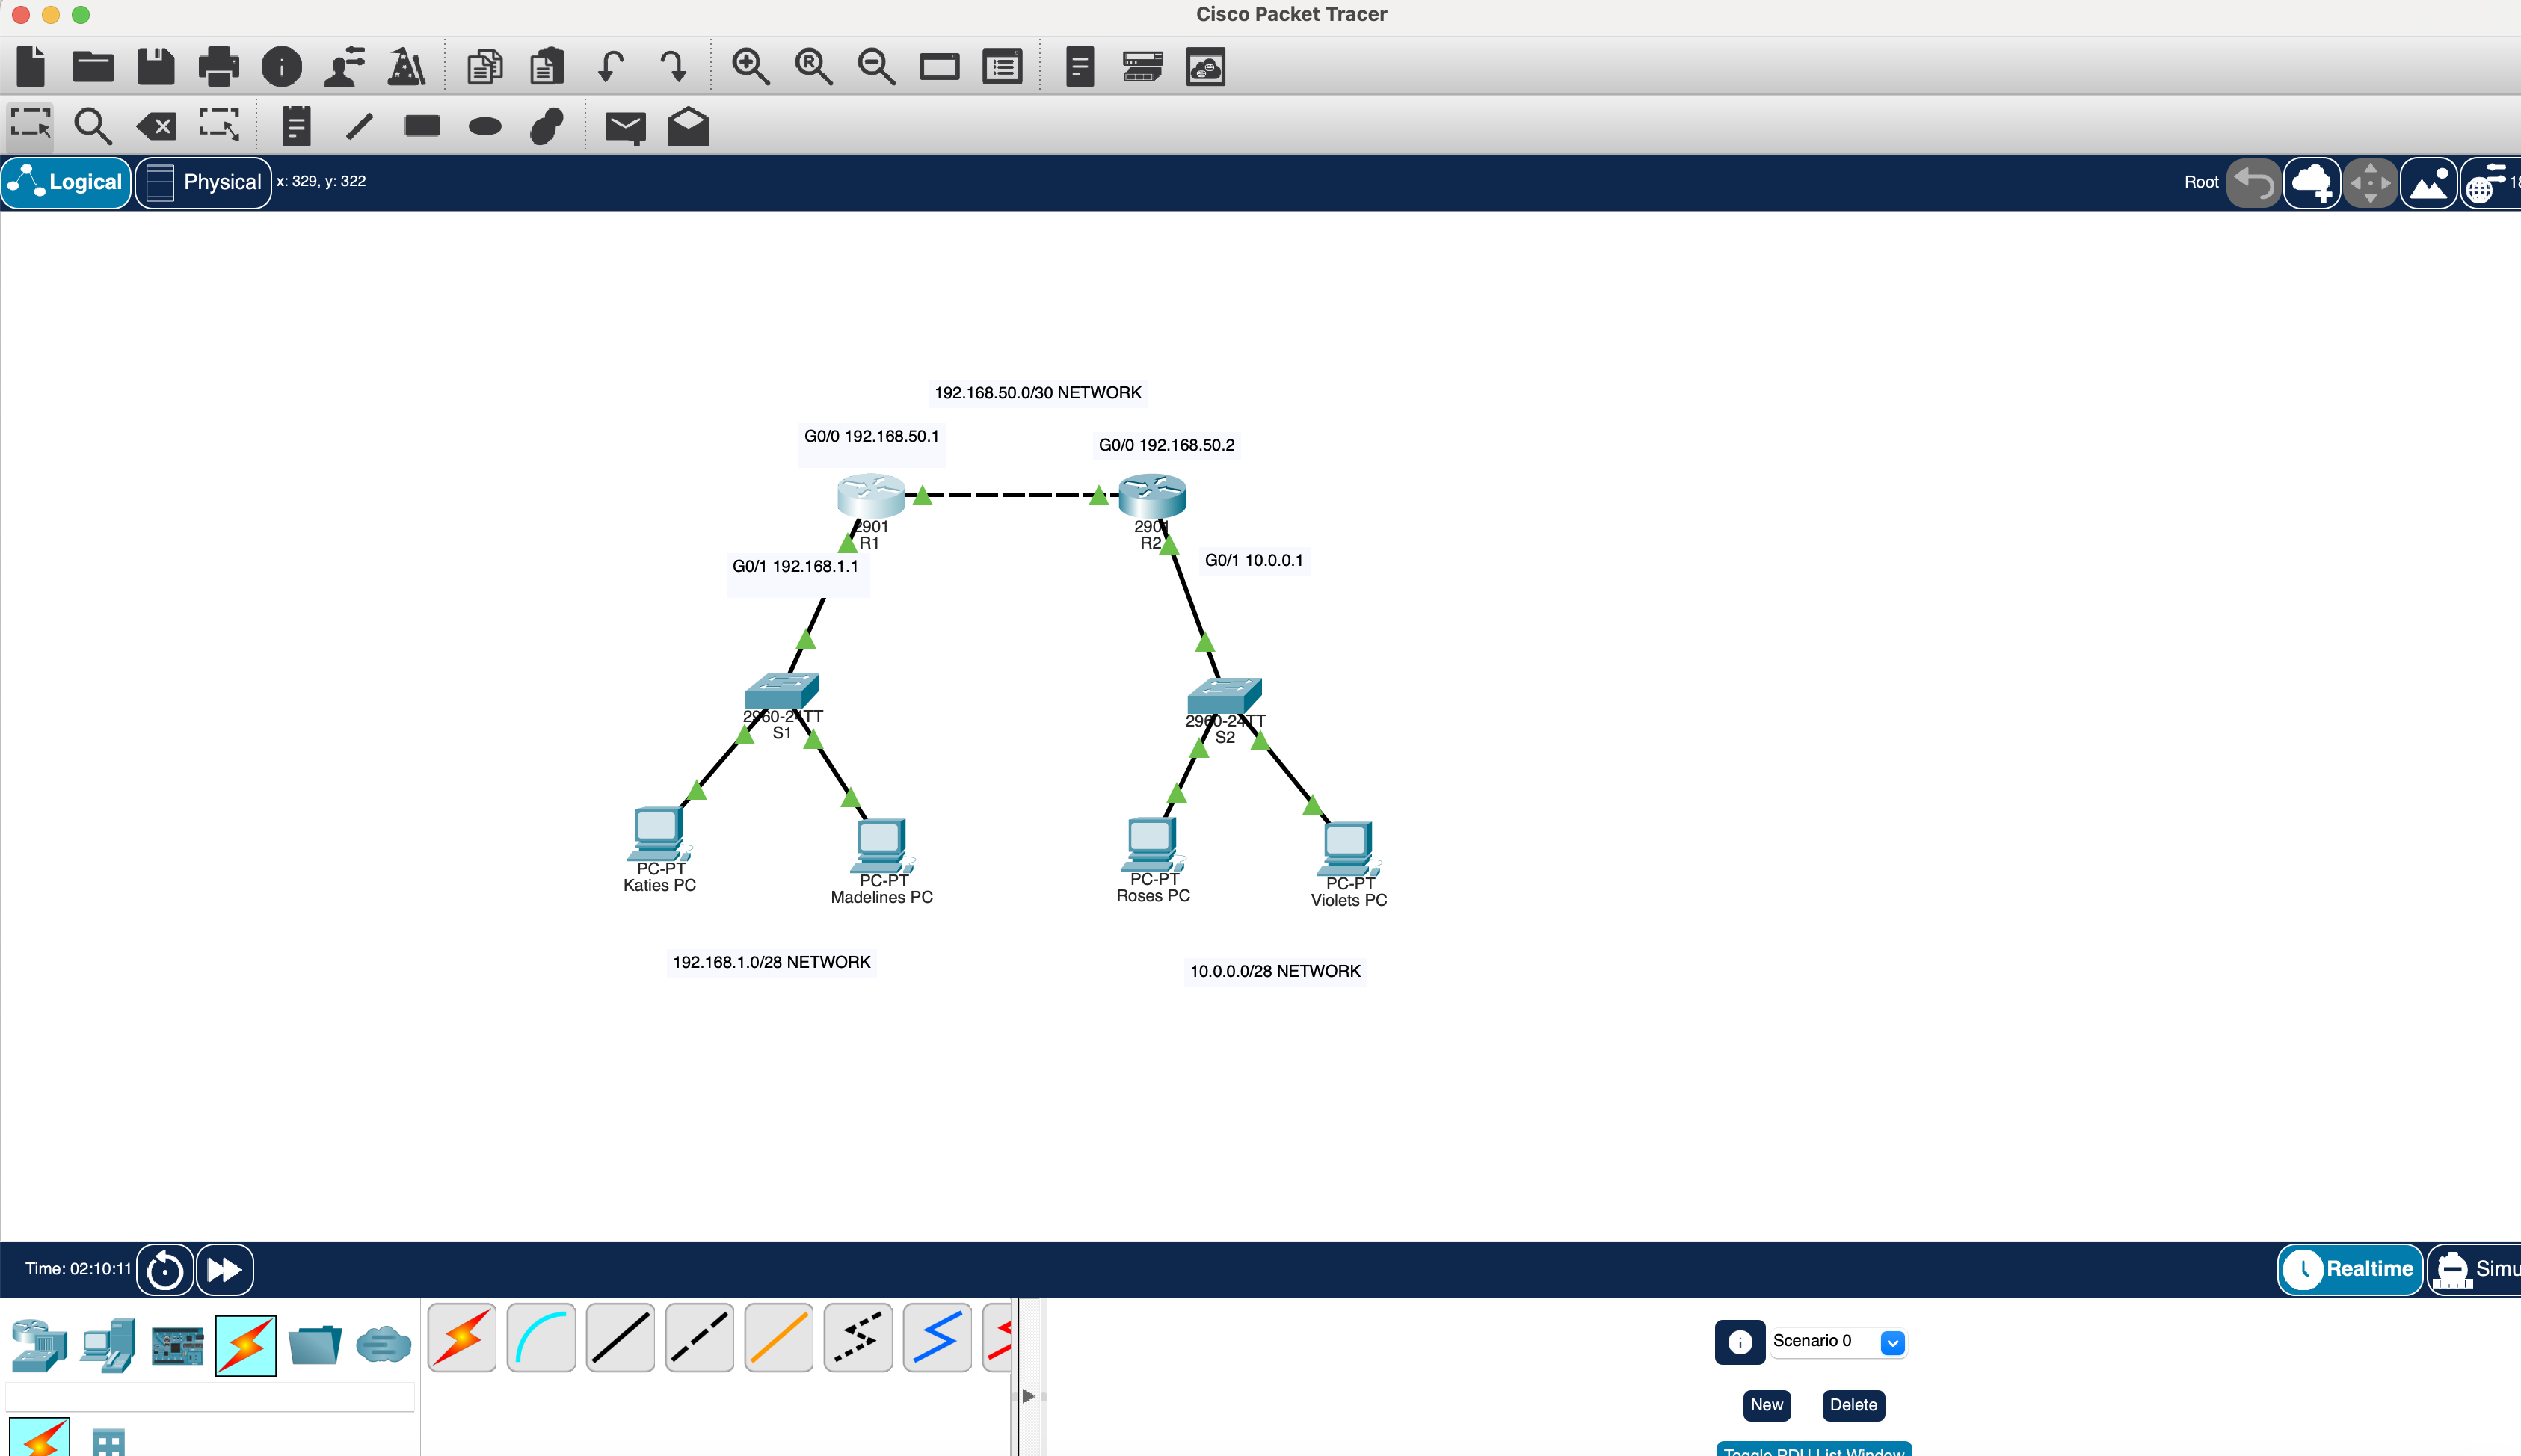 Cisco Packet Tracer
Logical
Physical
x: 329, y: 322
Root
192.168.50.0/30 NETWORK
G0/0 192.168.50.1
G0/0 192.168.50.2
2901
R1
2901
R2
G0/1 192.168.1.1
G0/1 10.0.0.1
2960-24TT
S1
2960-24TT
S2
PC-PT
Katies PC
PC-PT
Madelines PC
PC-PT
Roses PC
PC-PT
Violets PC
192.168.1.0/28 NETWORK
10.0.0.0/28 NETWORK
Time: 02:10:11
Realtime
Simu
Scenario 0
New
Delete
Toggle PDU List Window